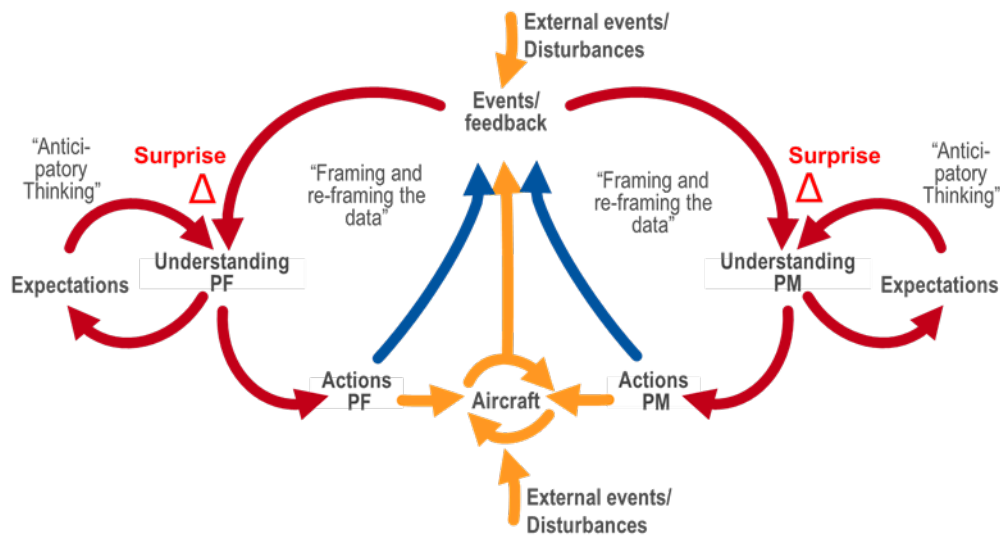 External events/
Disturbances
Events/
feedback
“Antici-
patory
Thinking”
Surprise
Δ
“Framing and
re-framing the
data”
“Framing and
re-framing the
data”
Surprise
Δ
“Antici-
patory
Thinking”
Expectations
Understanding
PF
Understanding
PM
Expectations
Actions
PF
Aircraft
Actions
PM
External events/
Disturbances